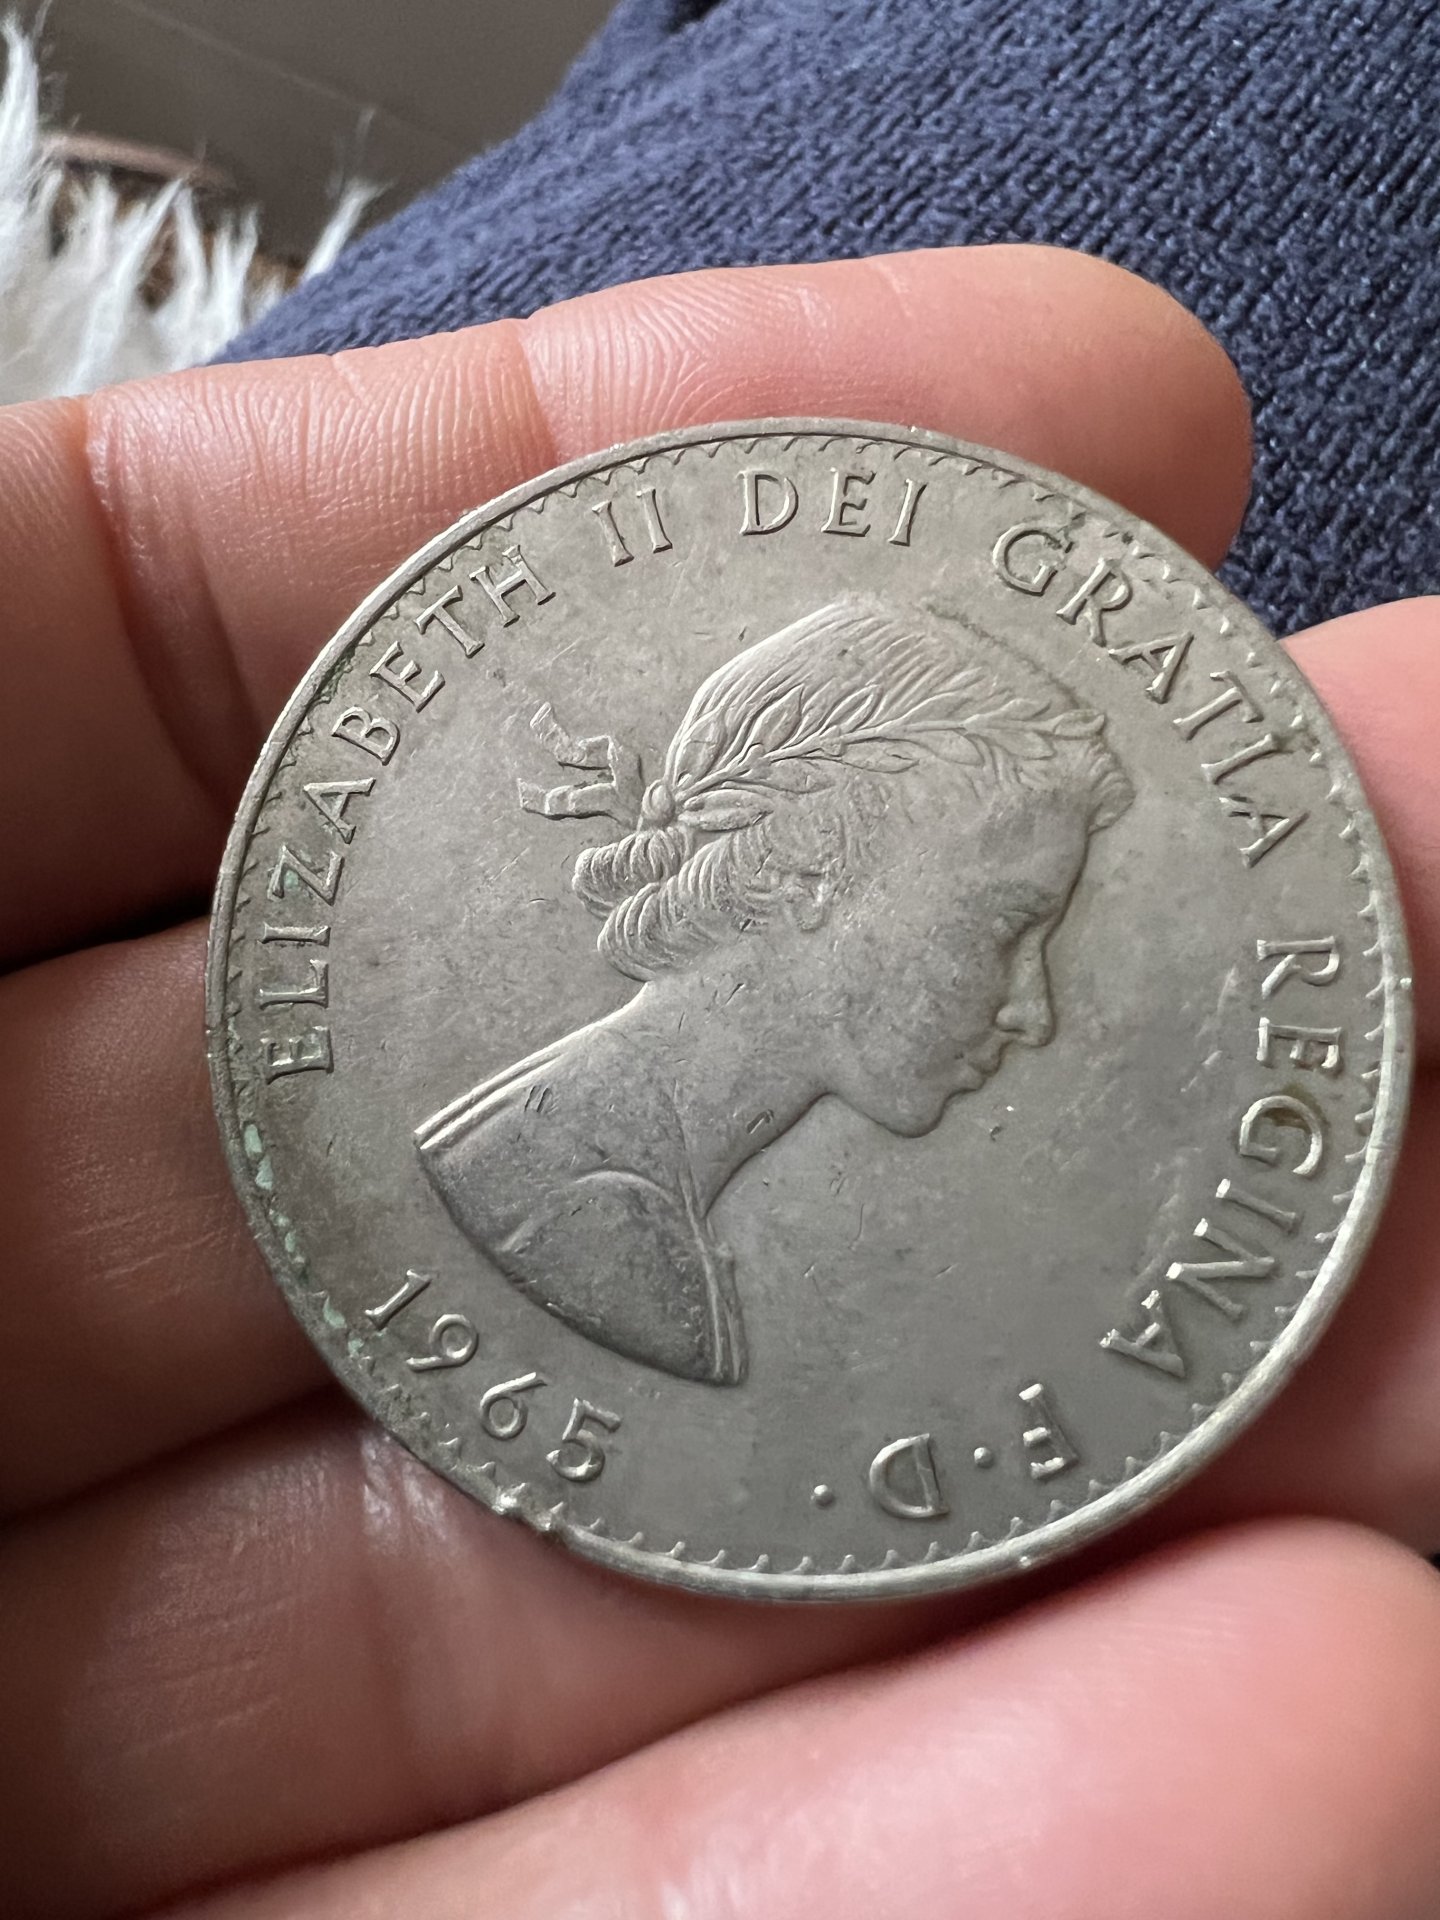 ELIZABETH II DEI GRATIA REGINA F·D·
1965